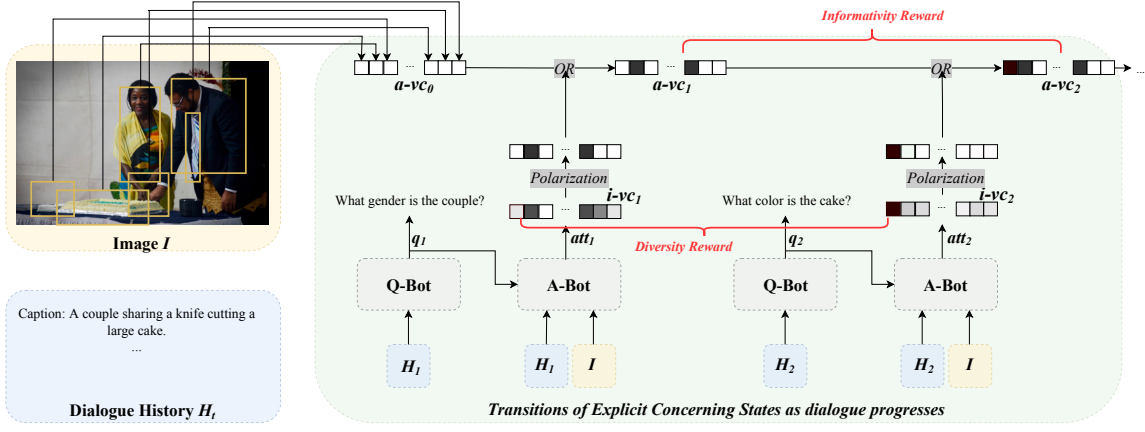 Informativity Reward
...
OR
...
OR
...
...
a-vc0
a-vc1
a-vc2
...
...
Polarization
Polarization
i-vc1
i-vc2
What gender is the couple?
...
What color is the cake?
...
Image I
q1
att1
Diversity Reward
q2
att2
Q-Bot
A-Bot
Q-Bot
A-Bot
Caption: A couple sharing a knife cutting a
large cake.
...
H1
H1
I
H2
H2
I
Dialogue History Ht
Transitions of Explicit Concerning States as dialogue progresses